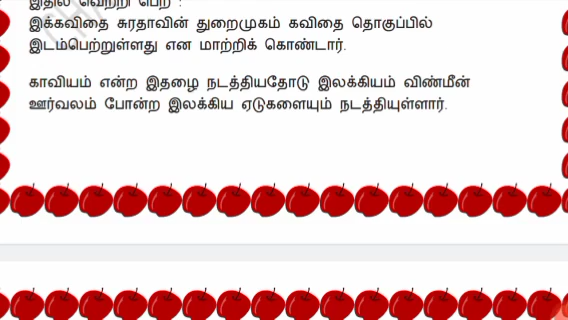 இதில் வெற்றி பெற :
இக்கவிதை சுரதாவின் துறைமுகம் கவிதை தொகுப்பில்
இடம்பெற்றுள்ளது என மாற்றிக் கொண்டார்.
காவியம் என்ற இதழை நடத்தியதோடு இலக்கியம் விண்மீன்
ஊர்வலம் போன்ற இலக்கிய ஏடுகளையும் நடத்தியுள்ளார்.